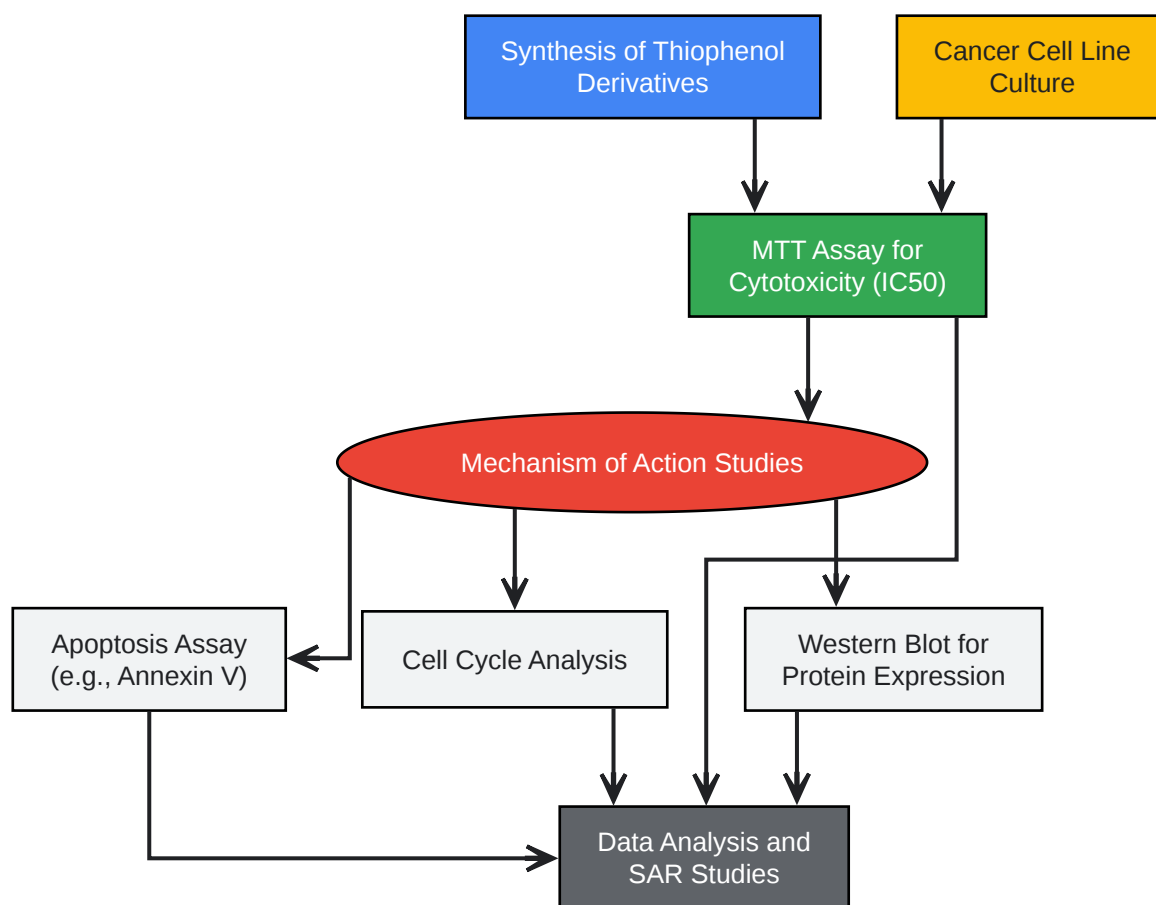 Synthesis of Thiophenol
Derivatives
Cancer Cell Line
Culture
MTT Assay for
Cytotoxicity (IC50)
Mechanism of Action Studies
Apoptosis Assay
(e.g., Annexin V)
Cell Cycle Analysis
Western Blot for
Protein Expression
Data Analysis and
SAR Studies